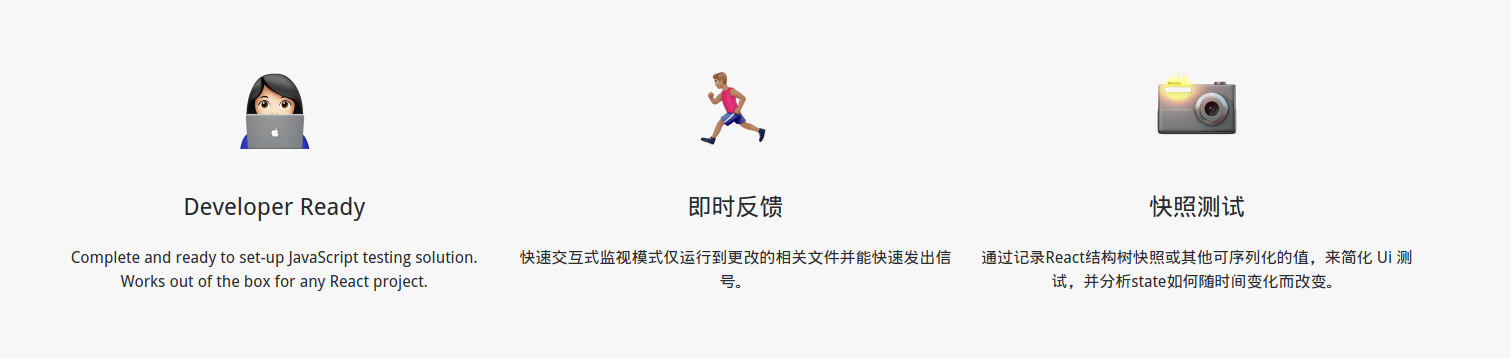 Developer Ready
Complete and ready to set-up JavaScript testing solution.
Works out of the box for any React project.
即时反馈
快速交互式监视模式仅运行到更改的相关文件并能快速发出信
号。
快照测试
通过记录React结构树快照或其他可序列化的值，来简化 Ui 测
试，并分析state如何随时间变化而改变。